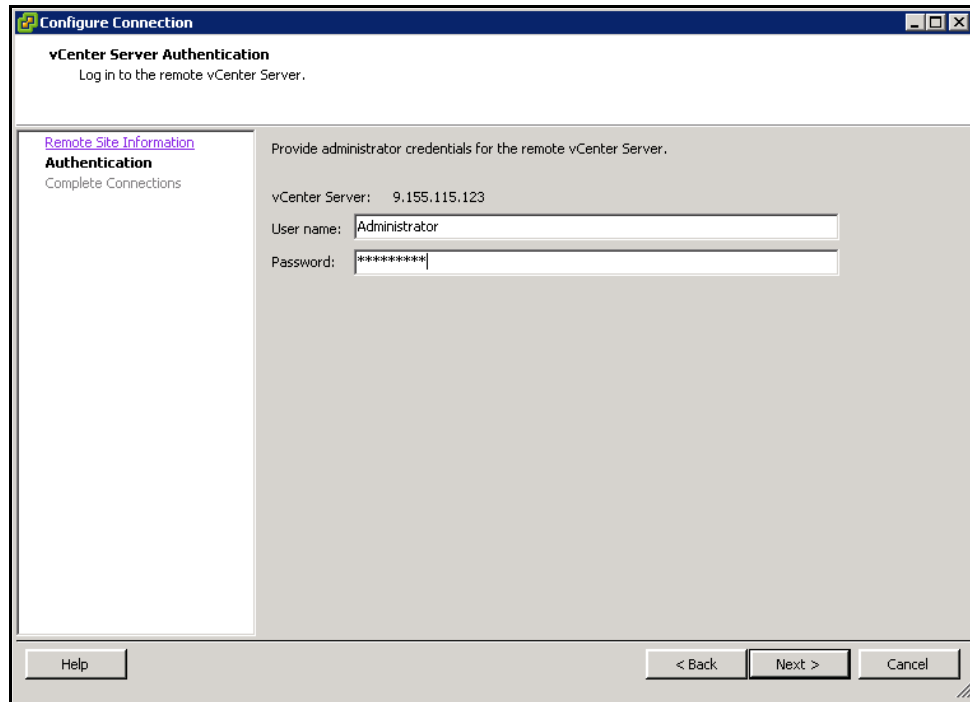 Configure Connection
vCenter Server Authentication
Log in to the remote vCenter Server.
Remote Site Information
Authentication
Complete Connections
Provide administrator credentials for the remote vCenter Server.
vCenter Server: 9.155.115.123
User name: Administrator
Password: *********
Help
< Back
Next >
Cancel